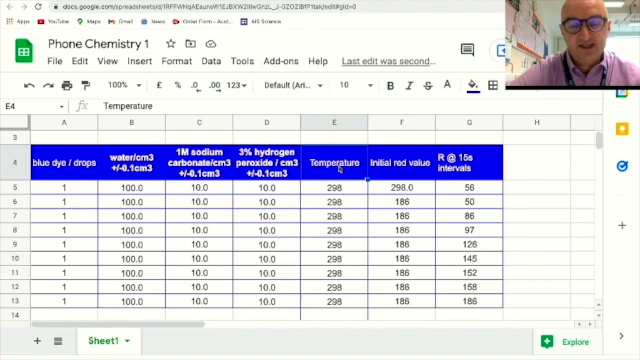 docs.google.com/spreadsheets/d/1RFFWHqAEaunsW1EJBXW2IllwGnzL_J-0ZOZIBfP1tsk/edit#gid=0
Apps YouTube Maps Gmail News Order Form - Aust... AIS Science
Phone Chemistry 1
File Edit View Insert Format Data Tools Add-ons Help Last edit was second
100% $ % .0 .00 123 Default (Ari... 10 B I S A
E4 fx Temperature
A B C D E F G H
3
4 blue dye / drops water/cm3 +/-0.1cm3 1M sodium carbonate/cm3 +/-0.1cm3 3% hydrogen peroxide / cm3 +/-0.1cm3 Temperature Initial red value R @ 15s intervals
5 1 100.0 10.0 10.0 298 298.0 56
6 1 100.0 10.0 10.0 298 186 50
7 1 100.0 10.0 10.0 298 186 86
8 1 100.0 10.0 10.0 298 186 97
9 1 100.0 10.0 10.0 298 186 126
10 1 100.0 10.0 10.0 298 186 145
11 1 100.0 10.0 10.0 298 186 152
12 1 100.0 10.0 10.0 298 186 158
13 1 100.0 10.0 10.0 298 186 186
14
Sheet1 Explore